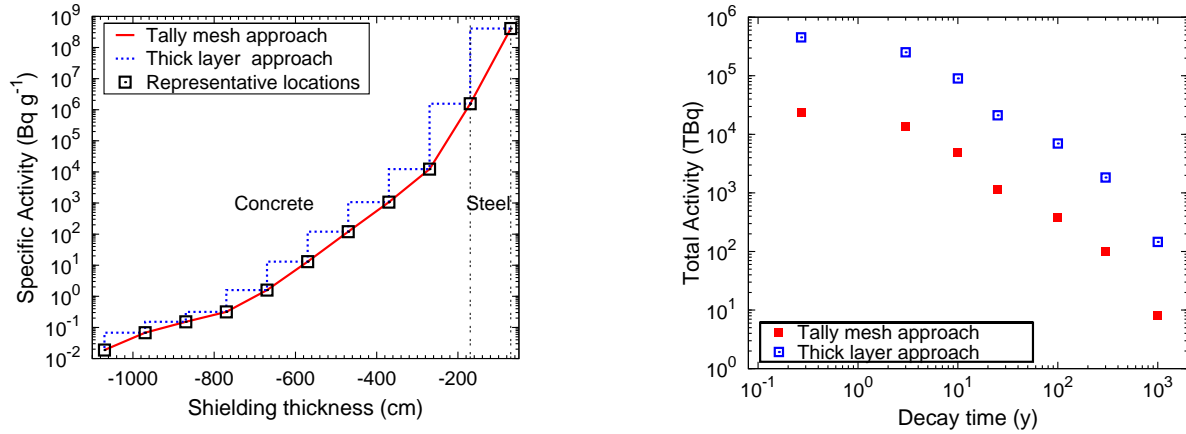 Specific Activity (Bq g-1)
10^9
10^8
10^7
10^6
10^5
10^4
10^3
10^2
10^1
10^0
10^-1
10^-2
Tally mesh approach
Thick layer approach
Representative locations
Concrete
Steel
-1000 -800 -600 -400 -200
Shielding thickness (cm)
Total Activity (TBq)
10^6
10^5
10^4
10^3
10^2
10^1
10^0
Tally mesh approach
Thick layer approach
10^-1 10^0 10^1 10^2 10^3
Decay time (y)